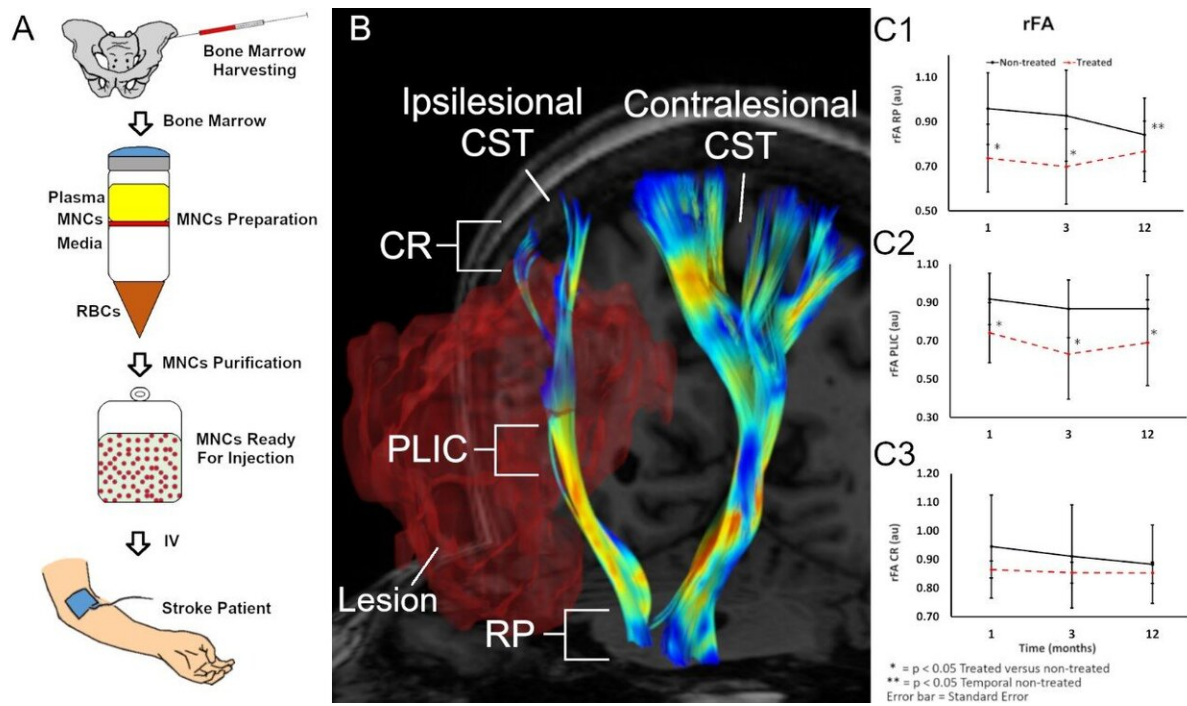 A
Bone Marrow
Harvesting
Bone Marrow
Plasma
MNCs
MNCs Preparation
Media
RBCs
MNCs Purification
MNCs Ready
For Injection
IV
Stroke Patient
B
Ipsilesional
CST
Contralesional
CST
CR
PLIC
Lesion
RP
C1
rFA
Non-treated
Treated
rFA RP (au)
1.10
0.90
0.70
0.50
*
*
**
1
3
12
C2
rFA PLIC (au)
1.10
0.90
0.70
0.50
0.30
*
*
*
1
3
12
C3
rFA CR (au)
1.20
1.10
1.00
0.90
0.80
0.70
1
3
12
Time (months)
* = p < 0.05 Treated versus non-treated
** = p < 0.05 Temporal non-treated
Error bar = Standard Error